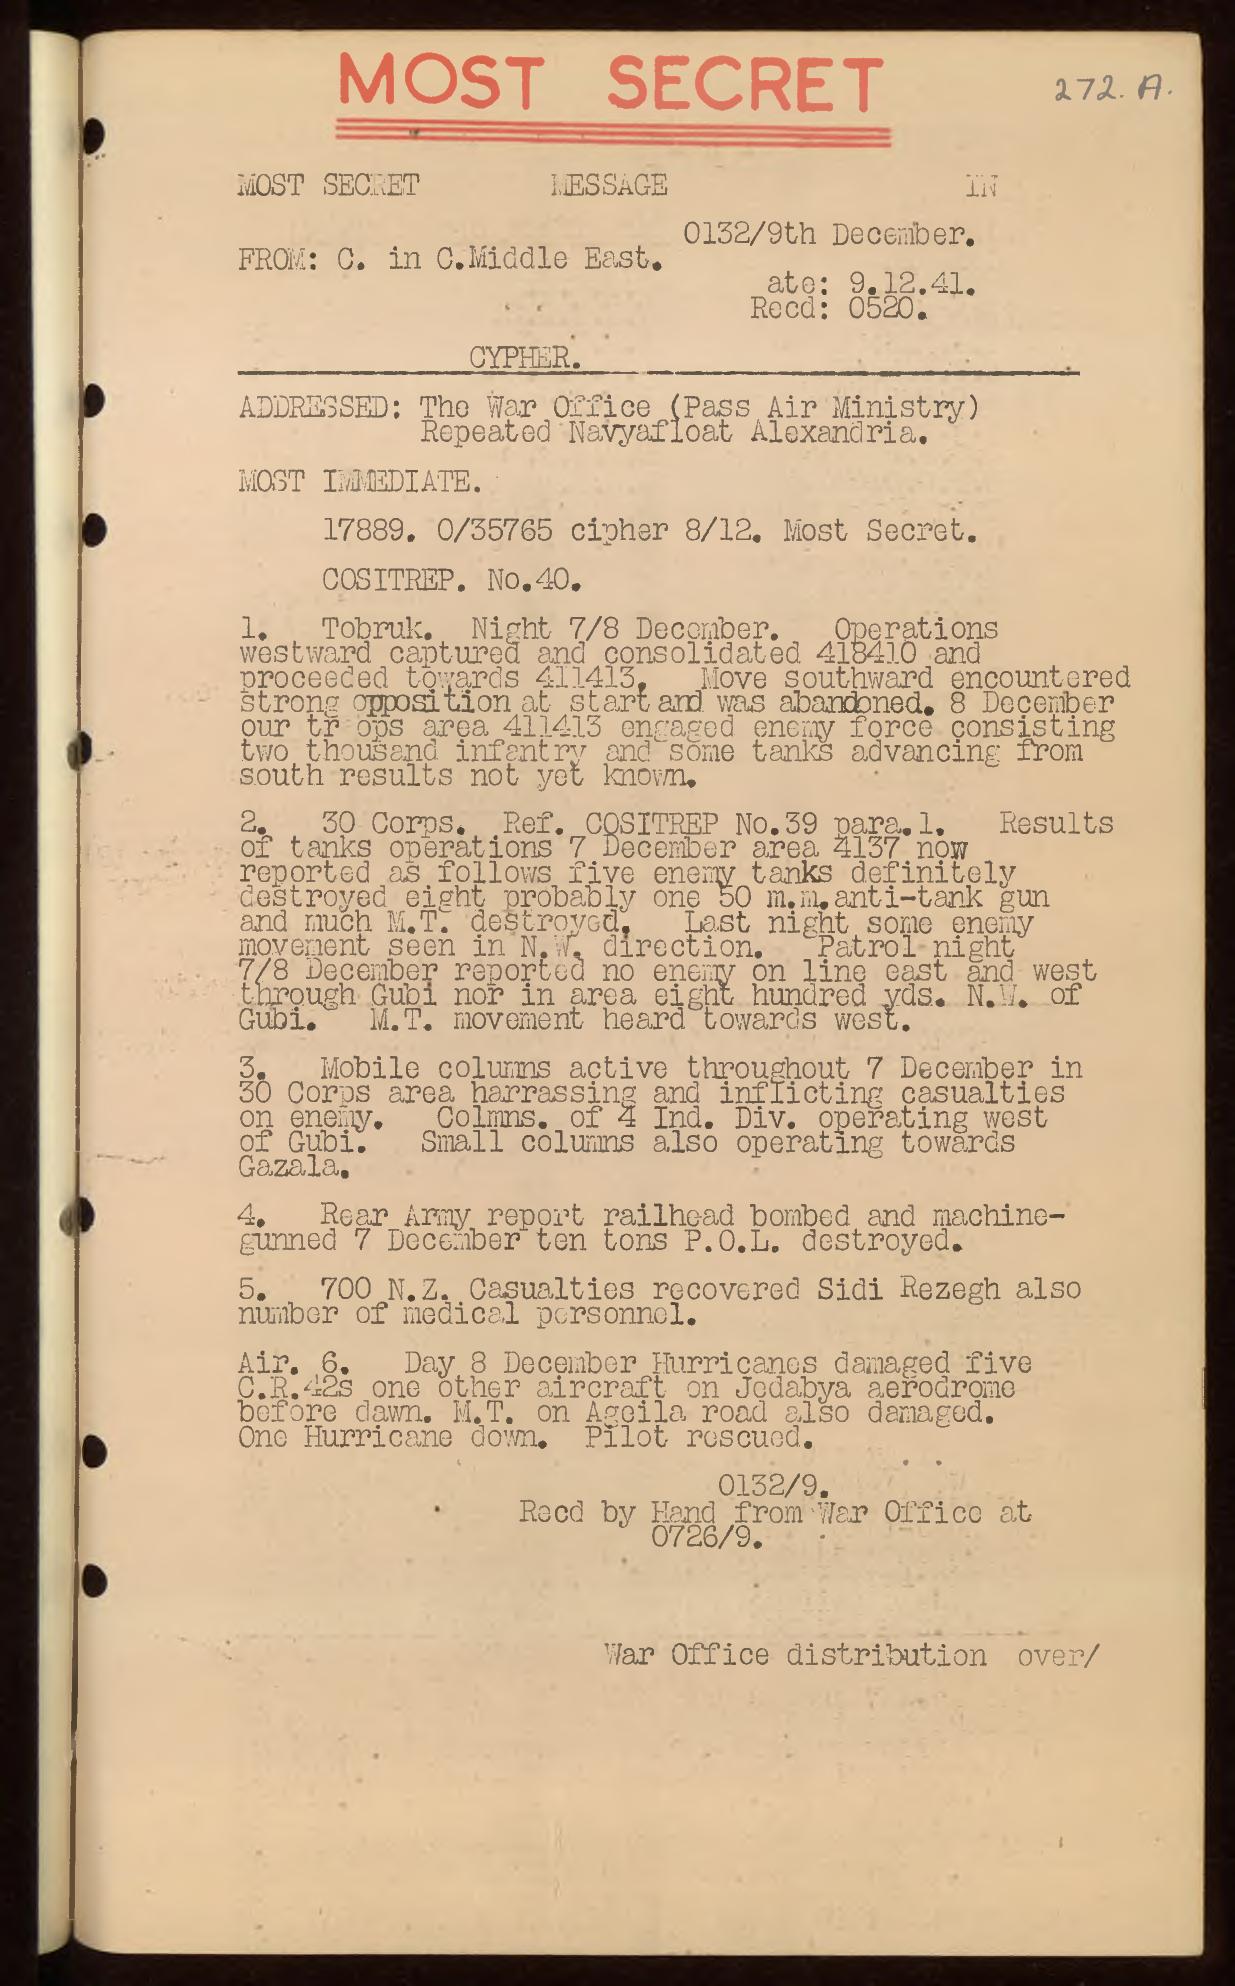 MOST SECRET
272. A.
MOST SECRET MESSAGE IN
0132/9th December.
FROM: C. in C.Middle East.
ate: 9.12.41.
Recd: 0520.
CYPHER.
ADDRESSED: The War Office (Pass Air Ministry)
Repeated Navyafloat Alexandria.
MOST IMMEDIATE.
17889. O/35765 cipher 8/12. Most Secret.
COSITREP. No.40.
1. Tobruk. Night 7/8 December. Operations
westward captured and consolidated 418410 and
proceeded towards 411413. Move southward encountered
strong opposition at start and was abandoned. 8 December
our tr ops area 411413 engaged enemy force consisting
two thousand infantry and some tanks advancing from
south results not yet known.
2. 30 Corps. Ref. COSITREP No.39 para.1. Results
of tanks operations 7 December area 4137 now
reported as follows five enemy tanks definitely
destroyed eight probably one 50 m.m.anti-tank gun
and much M.T. destroyed. Last night some enemy
movement seen in N.W. direction. Patrol night
7/8 December reported no enemy on line east and west
through Gubi nor in area eight hundred yds. N.W. of
Gubi. M.T. movement heard towards west.
3. Mobile columns active throughout 7 December in
30 Corps area harrassing and inflicting casualties
on enemy. Colmns. of 4 Ind. Div. operating west
of Gubi. Small columns also operating towards
Gazala.
4. Rear Army report railhead bombed and machine-
gunned 7 December ten tons P.O.L. destroyed.
5. 700 N.Z. Casualties recovered Sidi Rezegh also
number of medical personnel.
Air. 6. Day 8 December Hurricanes damaged five
C.R.42s one other aircraft on Jedabya aerodrome
before dawn. M.T. on Ageila road also damaged.
One Hurricane down. Pilot rescued.
0132/9.
Recd by Hand from War Office at
0726/9.
War Office distribution over/